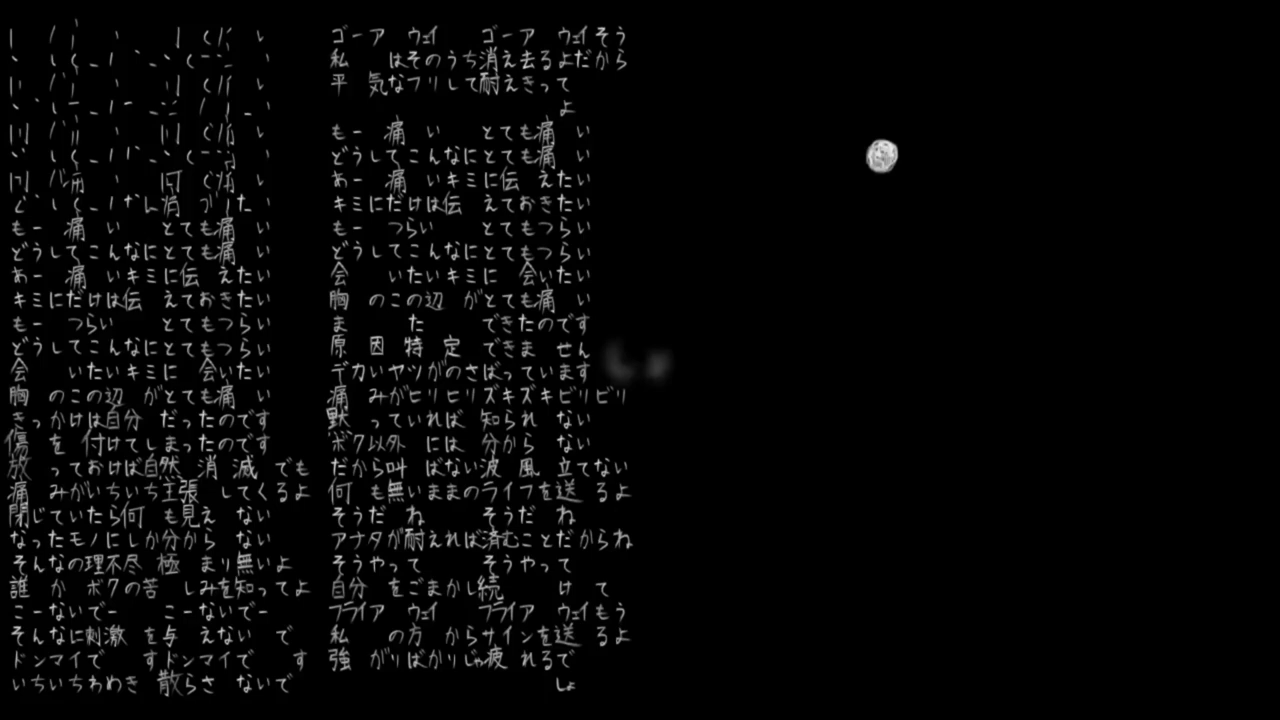 もー 痛い とても痛い
どうしてこんなにとても痛い
あー 痛いキミに伝えたい
キミにだけは伝えておきたい
もー つらい とてもつらい
どうしてこんなにとてもつらい
会いたいキミに会いたい
胸のこの辺がとても痛い
きっかけは自分だったのです
傷を付けてしまったのです
放っておけば自然消滅でも
痛みがいちいち主張してくるよ
閉じていたら何も見えない
なったモノにしか分からない
そんなの理不尽極まり無いよ
誰かボクの苦しみを知ってよ
こーないでー こーないでー
そんなに刺激を与えないで
ドンマイですドンマイです
いちいちわめき散らさないで
ゴーアウェイ ゴーアウェイそう
私はそのうち消え去るよだから
平気なフリして耐えきって
よ
もー 痛い とても痛い
どうしてこんなにとても痛い
あー 痛いキミに伝えたい
キミにだけは伝えておきたい
もー つらい とてもつらい
どうしてこんなにとてもつらい
会いたいキミに会いたい
胸のこの辺がとても痛い
また できたのです
原因特定できません
デカいヤツがのさばっています
痛みがヒリヒリズキズキビリビリ
黙っていれば知られない
ボク以外には分からない
だから叫ばない波風立てない
何も無いままのライフを送るよ
そうだね そうだね
アナタが耐えれば済むことだからね
そうやって そうやって
自分をごまかし続けて
フライアウェイ フライアウェイもう
私の方からサインを送るよ
強がりばかりじゃ疲れるで
しょ